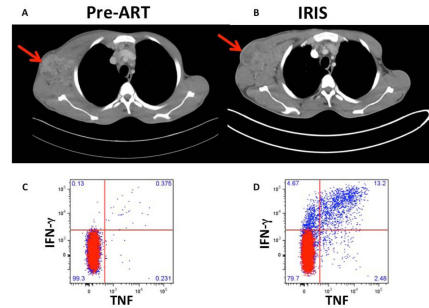 A Pre-ART
B IRIS
C
0.13 0.375
IFN-γ
99.3 0.231
TNF
D
4.67 13.2
IFN-γ
79.7 2.48
TNF